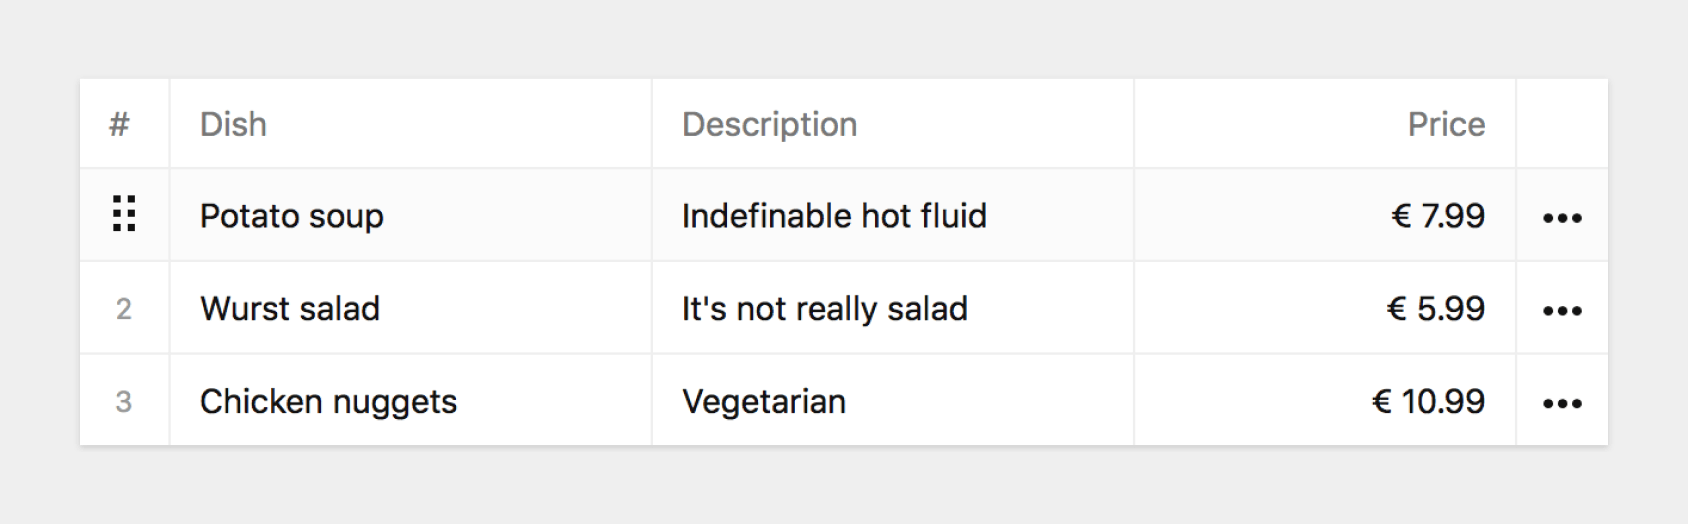 # Dish Description Price
Potato soup Indefinable hot fluid € 7.99
2 Wurst salad It's not really salad € 5.99
3 Chicken nuggets Vegetarian € 10.99